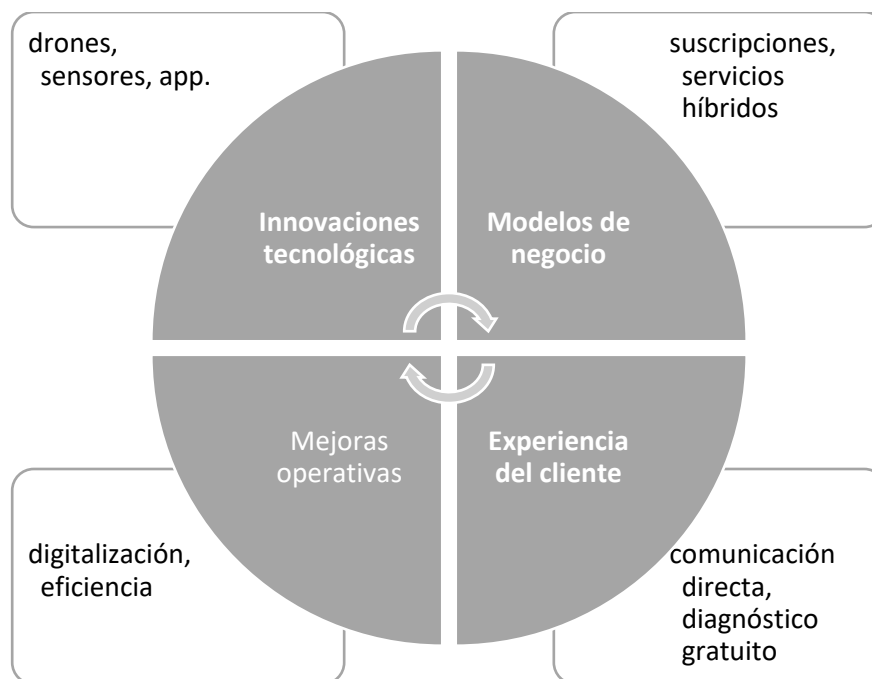 drones,
sensores, app.
suscripciones,
servicios
híbridos
Innovaciones
tecnológicas
Modelos de
negocio
Mejoras
operativas
Experiencia
del cliente
digitalización,
eficiencia
comunicación
directa,
diagnóstico
gratuito